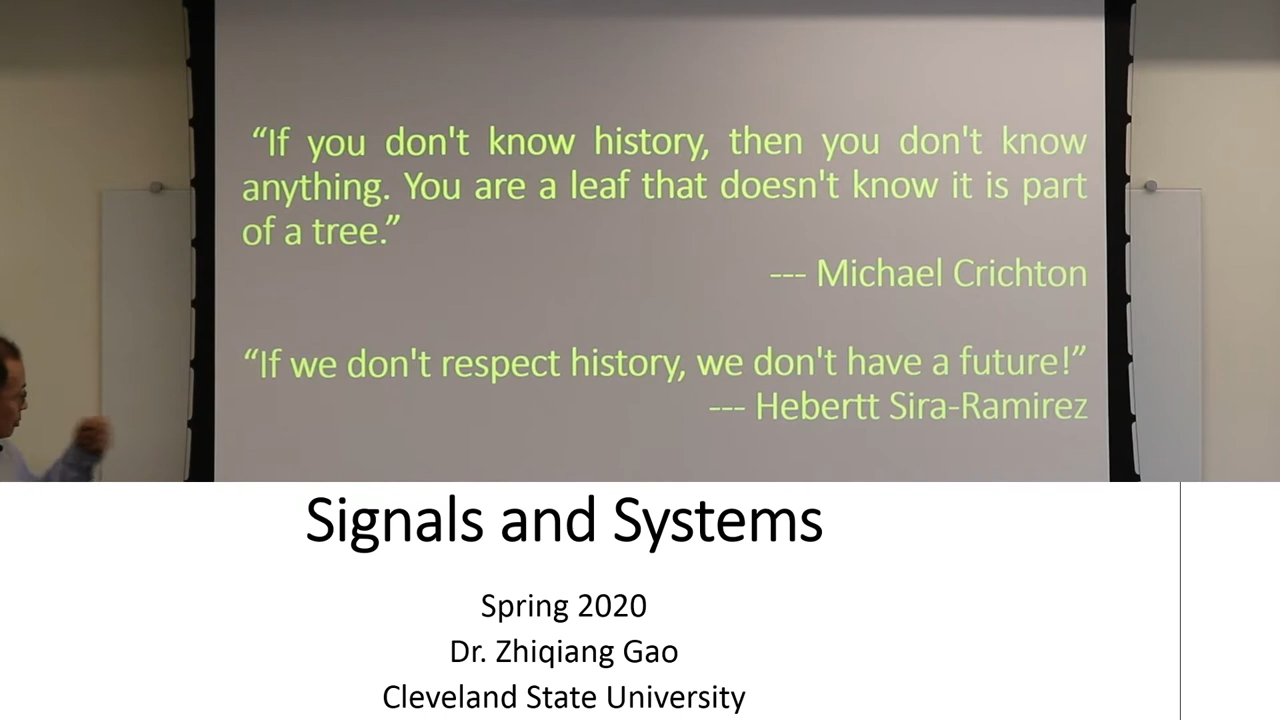 “If you don't know history, then you don't know
anything. You are a leaf that doesn't know it is part
of a tree.”
--- Michael Crichton
“If we don't respect history, we don't have a future!”
--- Hebertt Sira-Ramirez
Signals and Systems
Spring 2020
Dr. Zhiqiang Gao
Cleveland State University